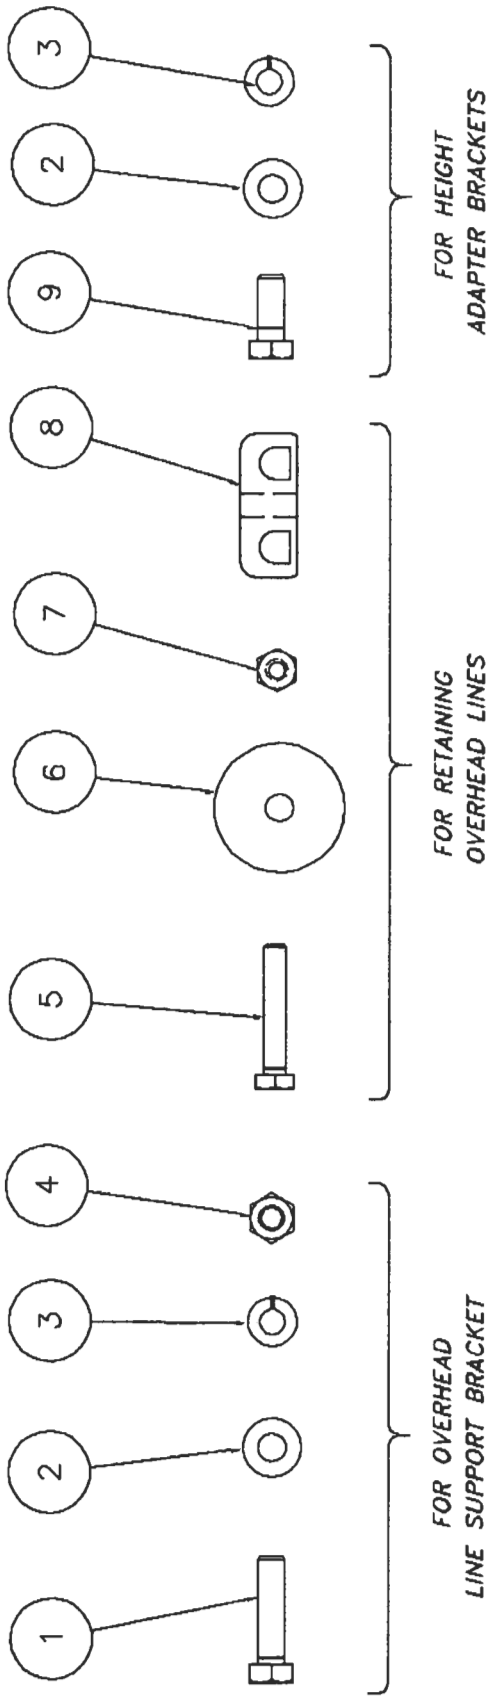 1
2
3
4
5
6
7
8
9
2
3
FOR OVERHEAD
LINE SUPPORT BRACKET
FOR RETAINING
OVERHEAD LINES
FOR HEIGHT
ADAPTER BRACKETS